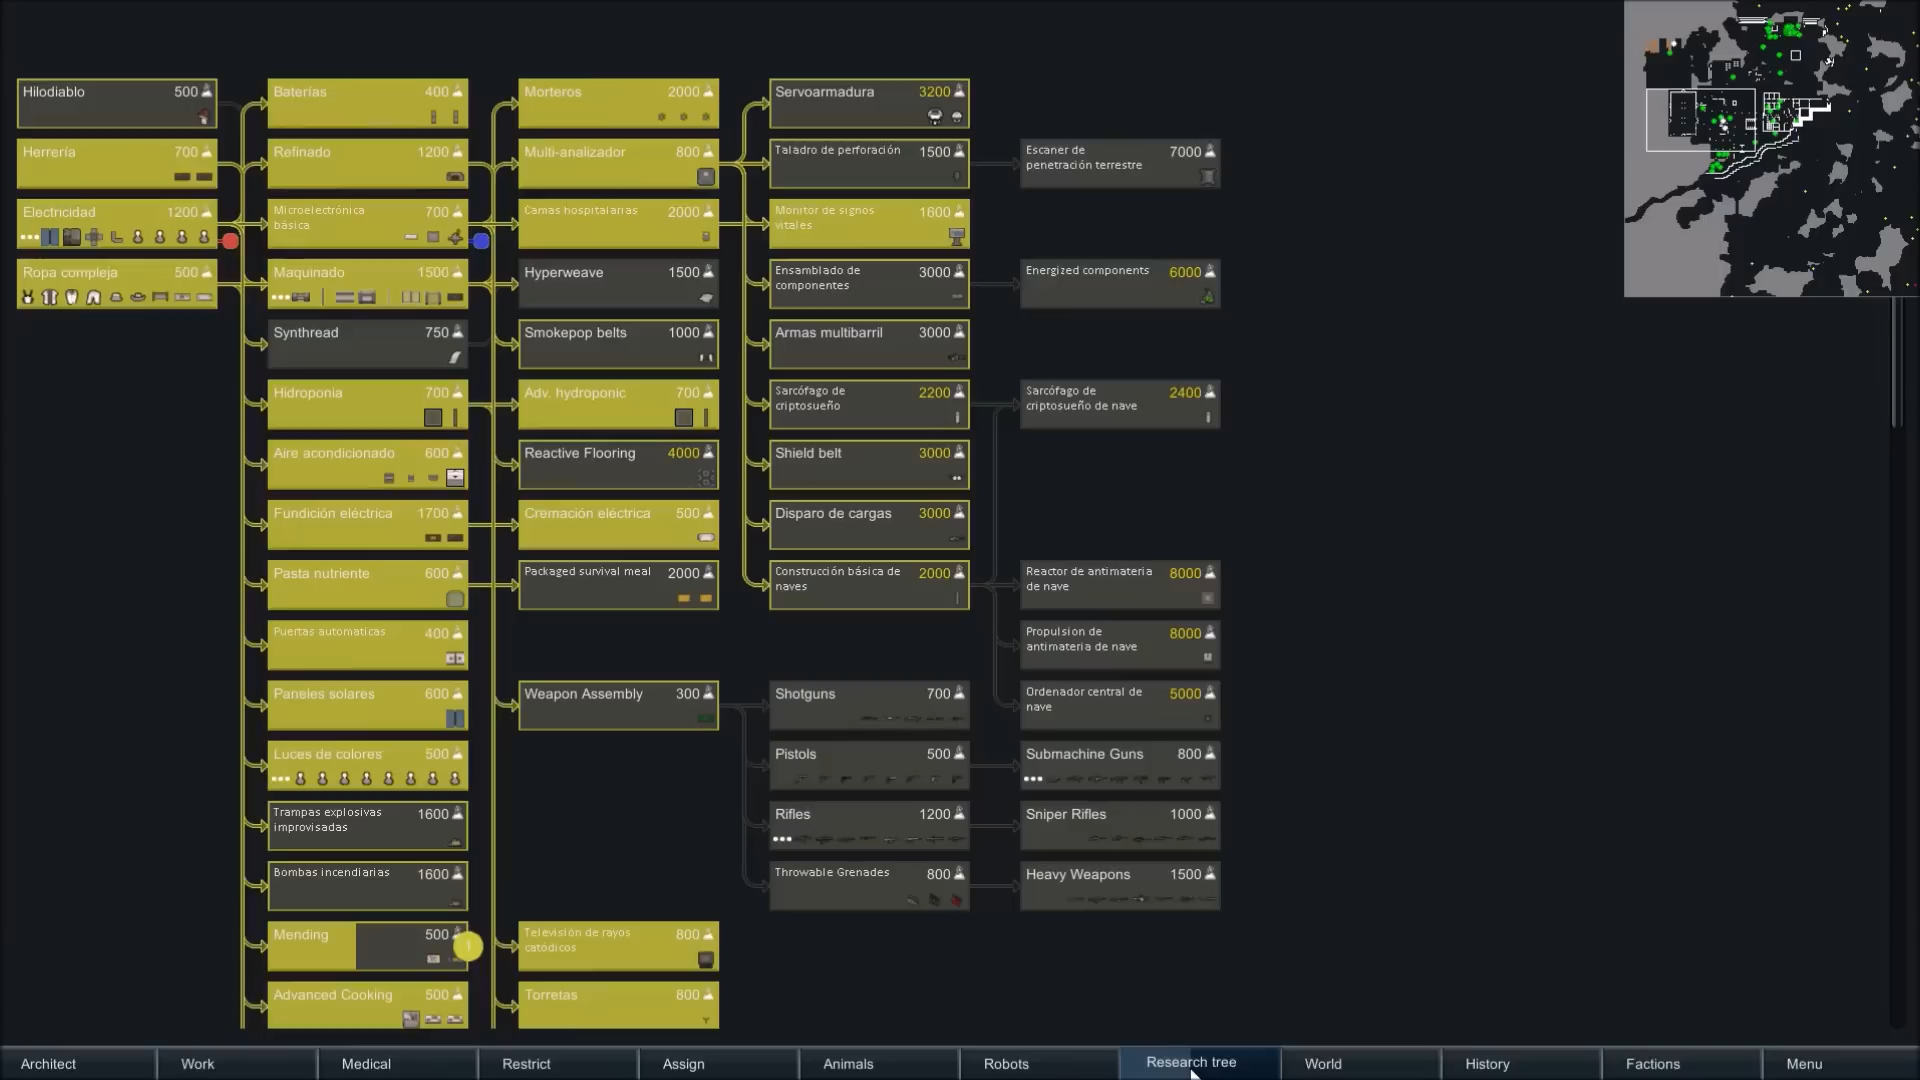 Hilodiablo 500
Herrería 700
Electricidad 1200
Ropa compleja 500
Baterías 400
Refinado 1200
Microelectrónica 700
básica
Maquinado 1500
Synthread 750
Hidroponia 700
Aire acondicionado 600
Fundición eléctrica 1700
Pasta nutriente 600
Puertas automaticas 400
Paneles solares 600
Luces de colores 500
Trampas explosivas 1600
improvisadas
Bombas incendiarias 1600
Mending 500
1
Advanced Cooking 500
Morteros 2000
Multi-analizador 800
Camas hospitalarias 2000
Hyperweave 1500
Smokepop belts 1000
Adv. hydroponic 700
Reactive Flooring 4000
Cremación eléctrica 500
Packaged survival meal 2000
Weapon Assembly 300
Televisión de rayos 800
catódicos
Torretas 800
Servoarmadura 3200
Taladro de perforación 1500
Monitor de signos 1600
vitales
Ensamblado de 3000
componentes
Armas multibarril 3000
Sarcófago de 2200
criptosueño
Shield belt 3000
Disparo de cargas 3000
Construcción básica de 2000
naves
Shotguns 700
Pistols 500
Rifles 1200
Throwable Grenades 800
Escaner de 7000
penetración terrestre
Energized components 6000
Sarcófago de 2400
criptosueño de nave
Reactor de antimateria 8000
de nave
Propulsion de 8000
antimateria de nave
Ordenador central de 5000
nave
Submachine Guns 800
Sniper Rifles 1000
Heavy Weapons 1500
Architect Work Medical Restrict Assign Animals Robots Research tree World History Factions Menu